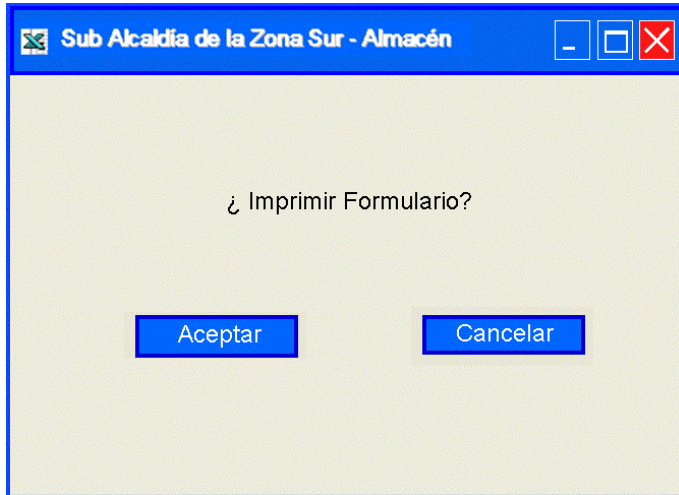 Sub Alcaldía de la Zona Sur - Almacén
¿ Imprimir Formulario?
Aceptar Cancelar